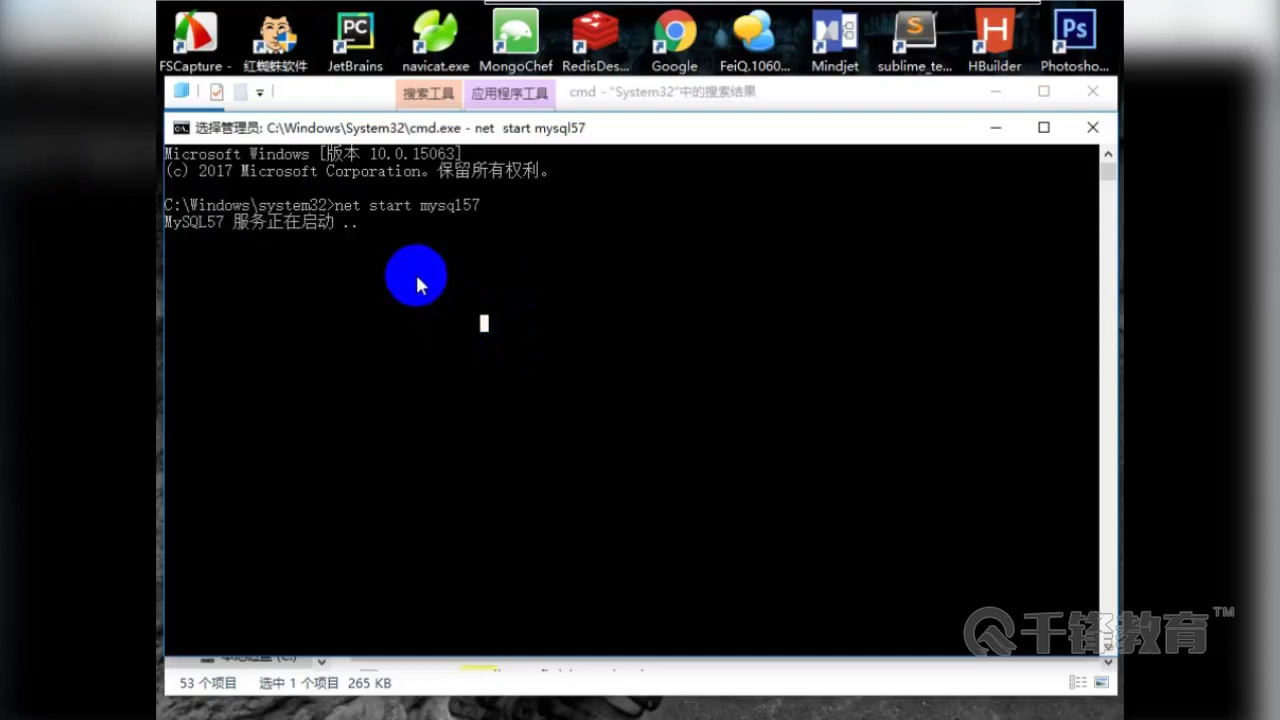 FSCapture -
红蜘蛛软件
JetBrains
navicat.exe
MongoChef
RedisDes...
Google
FeiQ.1060...
Mindjet
sublime_te...
HBuilder
Photosho...
PC
S
H
Ps
搜索工具
应用程序工具
cmd - "System32"中的搜索结果
选择管理员: C:\Windows\System32\cmd.exe - net  start mysql57
Microsoft Windows [版本 10.0.15063]
(c) 2017 Microsoft Corporation。保留所有权利。
C:\Windows\system32>net start mysql57
MySQL57 服务正在启动 ..
千锋教育™
53 个项目
选中 1 个项目 265 KB